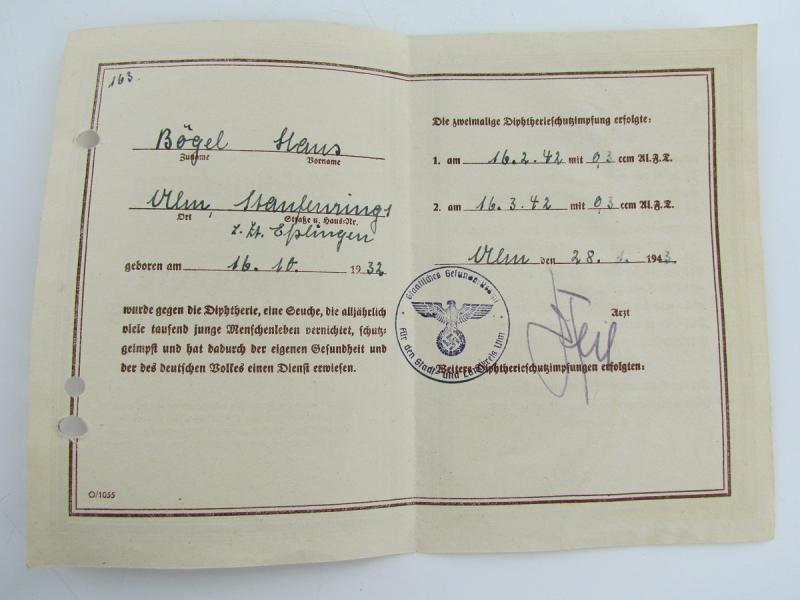 163.
Bögel Hans
Zuname Vorname
Ulm, Staufenring
Ort Straße u. Haus-Nr.
z. Zt. Eßlingen
geboren am 16. 10. 1932
wurde gegen die Diphtherie, eine Seuche, die alljährlich
viele tausend junge Menschenleben vernichtet, schutz-
geimpft und hat dadurch der eigenen Gesundheit und
der des deutschen Volkes einen Dienst erwiesen.
O/1055
Die zweimalige Diphtherieschutzimpfung erfolgte:
1. am 16.2.42 mit 0,3 ccm Al.F.T.
2. am 16.3.42 mit 0,3 ccm Al.F.T.
Ulm den 28. 1. 1943
Staatliches Gesundheitsamt
für den Stadt- und Landkreis Ulm
Arzt
Weitere Diphtherieschutzimpfungen erfolgten: